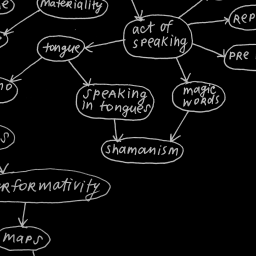 materiality
act of
speaking
REP
tongue
PRE
no
speaking
in tongues
magic
words
S
shamanism
RFORMATIVITY
MAPS